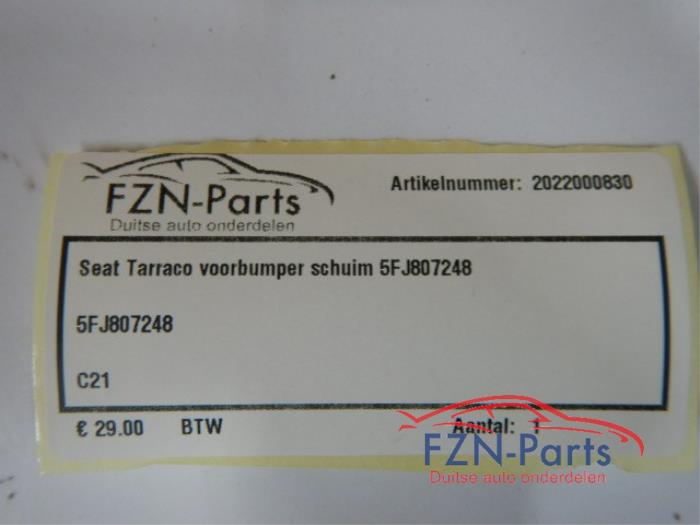 FZN-Parts
Duitse auto onderdelen
Artikelnummer: 2022000830
Seat Tarraco voorbumper schuim 5FJ807248
5FJ807248
C21
€ 29.00 BTW Aantal: 1
FZN-Parts
Duitse auto onderdelen